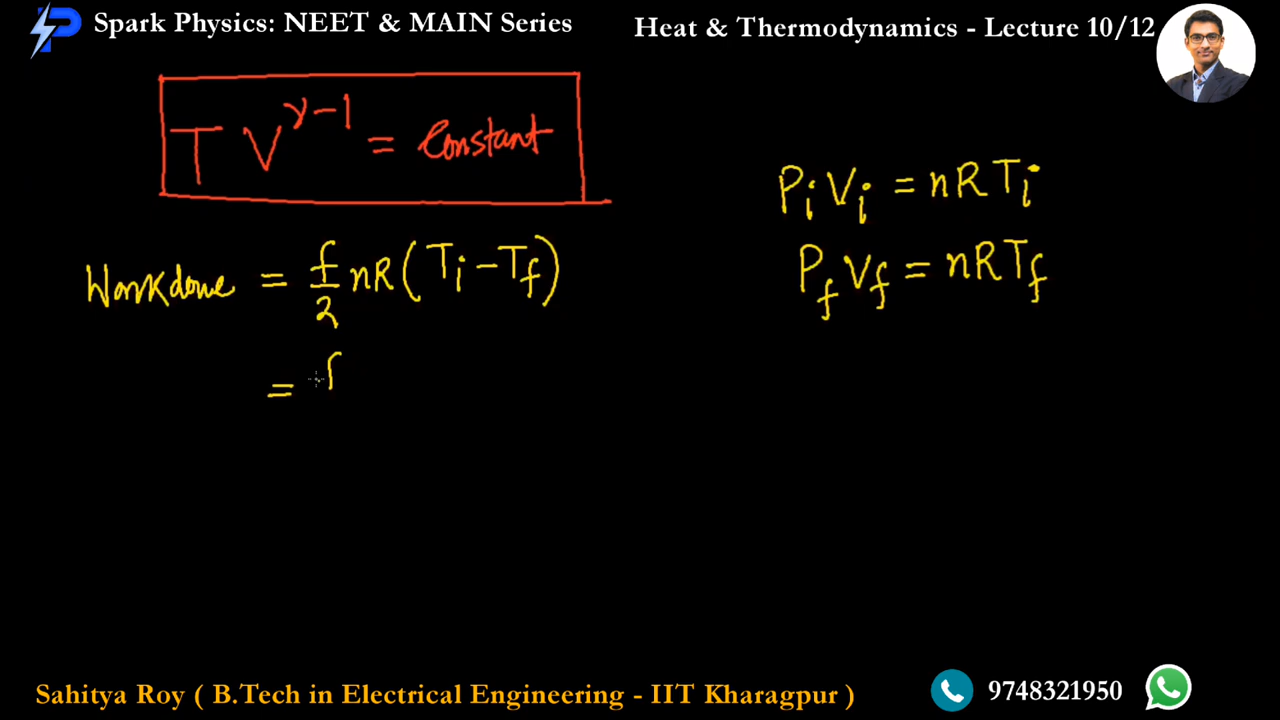 Spark Physics: NEET & MAIN Series
Heat & Thermodynamics - Lecture 10/12
T V^{γ-1} = Constant
P_i V_i = nRT_i
P_f V_f = nRT_f
Workdone = f/2 nR(T_i - T_f)
=
Sahitya Roy ( B.Tech in Electrical Engineering - IIT Kharagpur )
9748321950